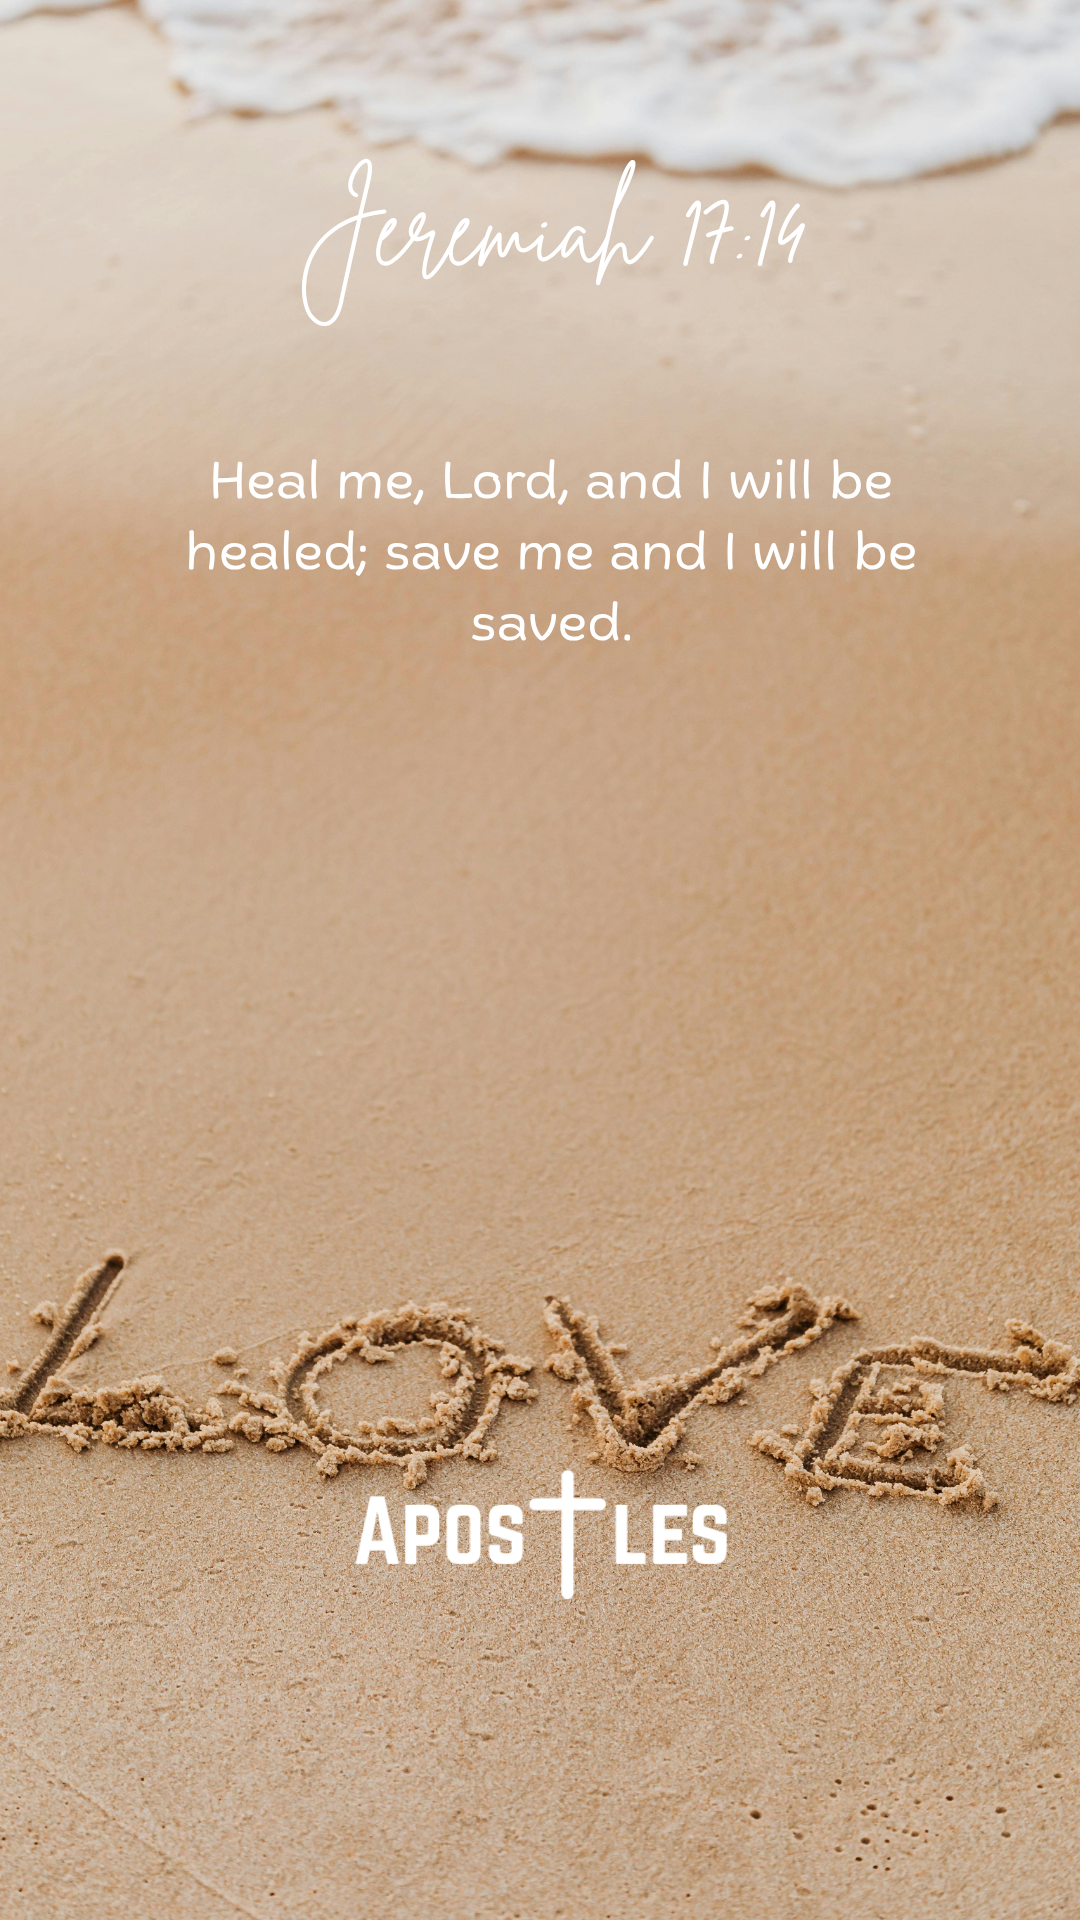 Jeremiah 17:14
Heal me, Lord, and I will be
healed; save me and I will be
saved.
LOVE
APOSTLES